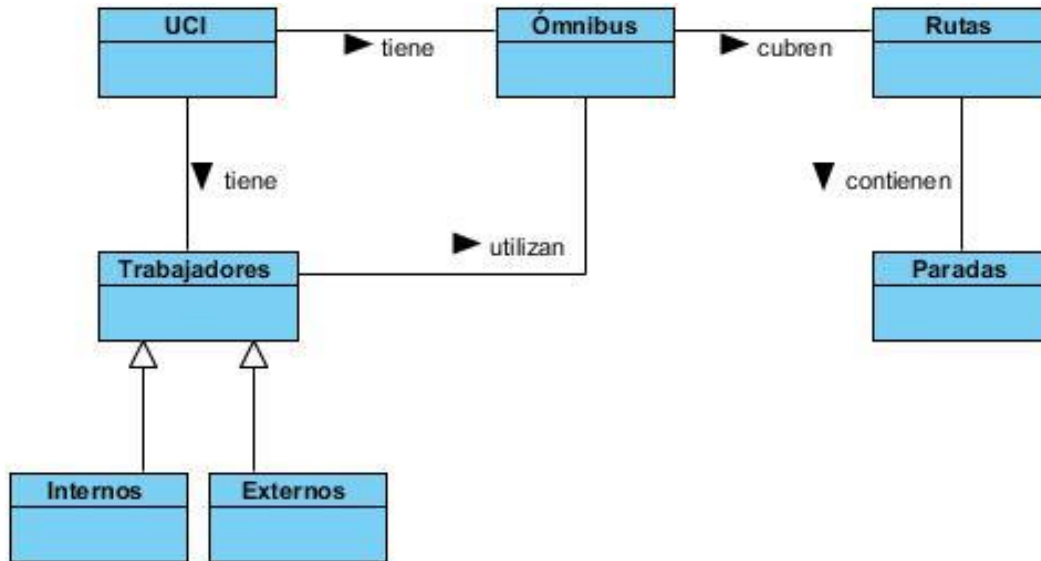 UCI
tiene
Ómnibus
cubren
Rutas
tiene
contienen
utilizan
Trabajadores
Paradas
Internos
Externos